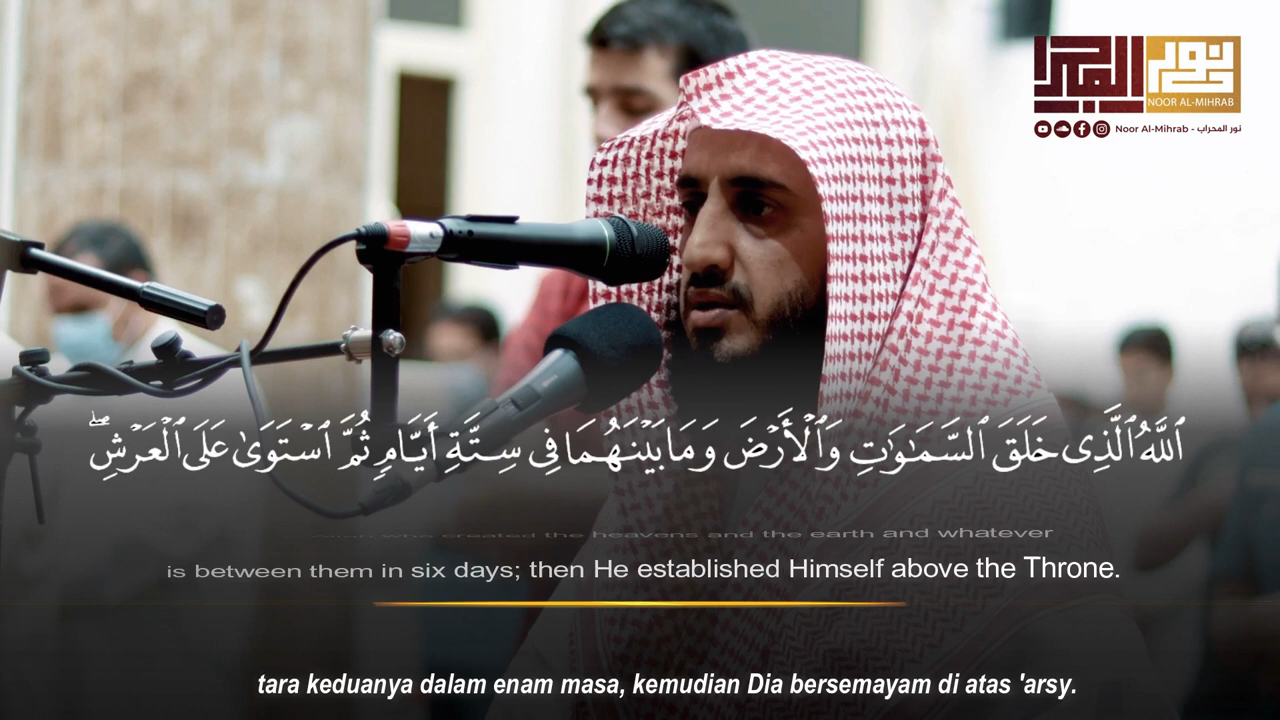 نور المحراب
NOOR AL-MIHRAB
Noor Al-Mihrab - نور المحراب
ٱللَّهُ ٱلَّذِى خَلَقَ ٱلسَّمَٰوَٰتِ وَٱلْأَرْضَ وَمَا بَيْنَهُمَا فِى سِتَّةِ أَيَّامٍ ثُمَّ ٱسْتَوَىٰ عَلَى ٱلْعَرْشِ ۖ
who created the heavens and the earth and whatever
is between them in six days; then He established Himself above the Throne.
tara keduanya dalam enam masa, kemudian Dia bersemayam di atas 'arsy.